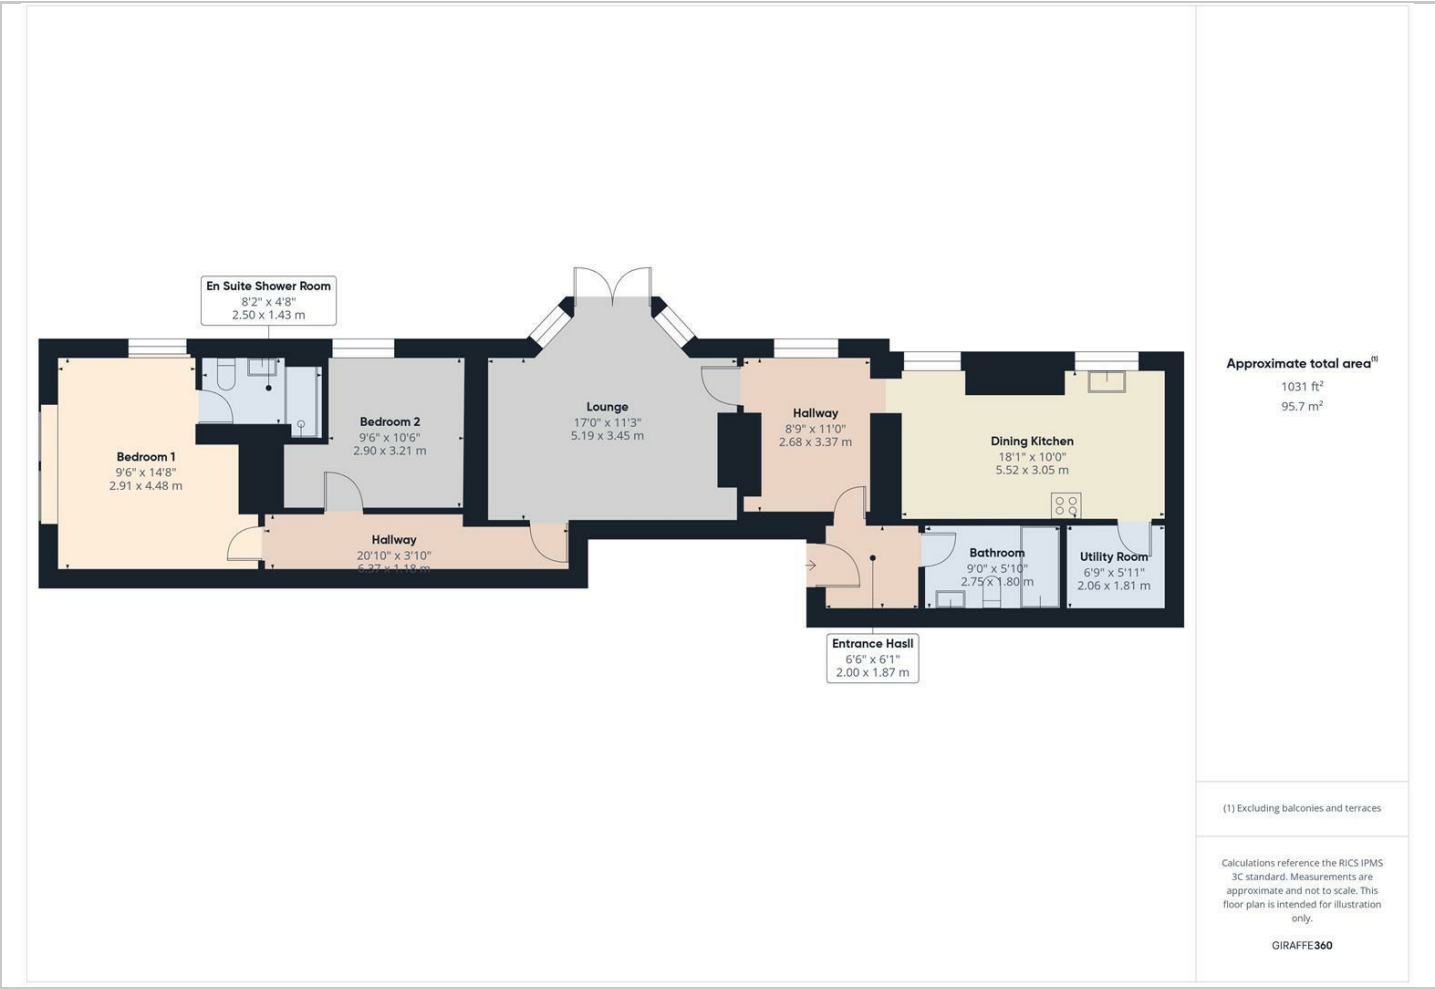 En Suite Shower Room
8'2" x 4'8"
2.50 x 1.43 m
Bedroom 1
9'6" x 14'8"
2.91 x 4.48 m
Bedroom 2
9'6" x 10'6"
2.90 x 3.21 m
Hallway
20'10" x 3'10"
6.37 x 1.18 m
Lounge
17'0" x 11'3"
5.19 x 3.45 m
Hallway
8'9" x 11'0"
2.68 x 3.37 m
Dining Kitchen
18'1" x 10'0"
5.52 x 3.05 m
Bathroom
9'0" x 5'10"
2.75 x 1.80 m
Utility Room
6'9" x 5'11"
2.06 x 1.81 m
Entrance Hasll
6'6" x 6'1"
2.00 x 1.87 m
Approximate total area⁽¹⁾
1031 ft²
95.7 m²
(1) Excluding balconies and terraces
Calculations reference the RICS IPMS
3C standard. Measurements are
approximate and not to scale. This
floor plan is intended for illustration
only.
GIRAFFE360